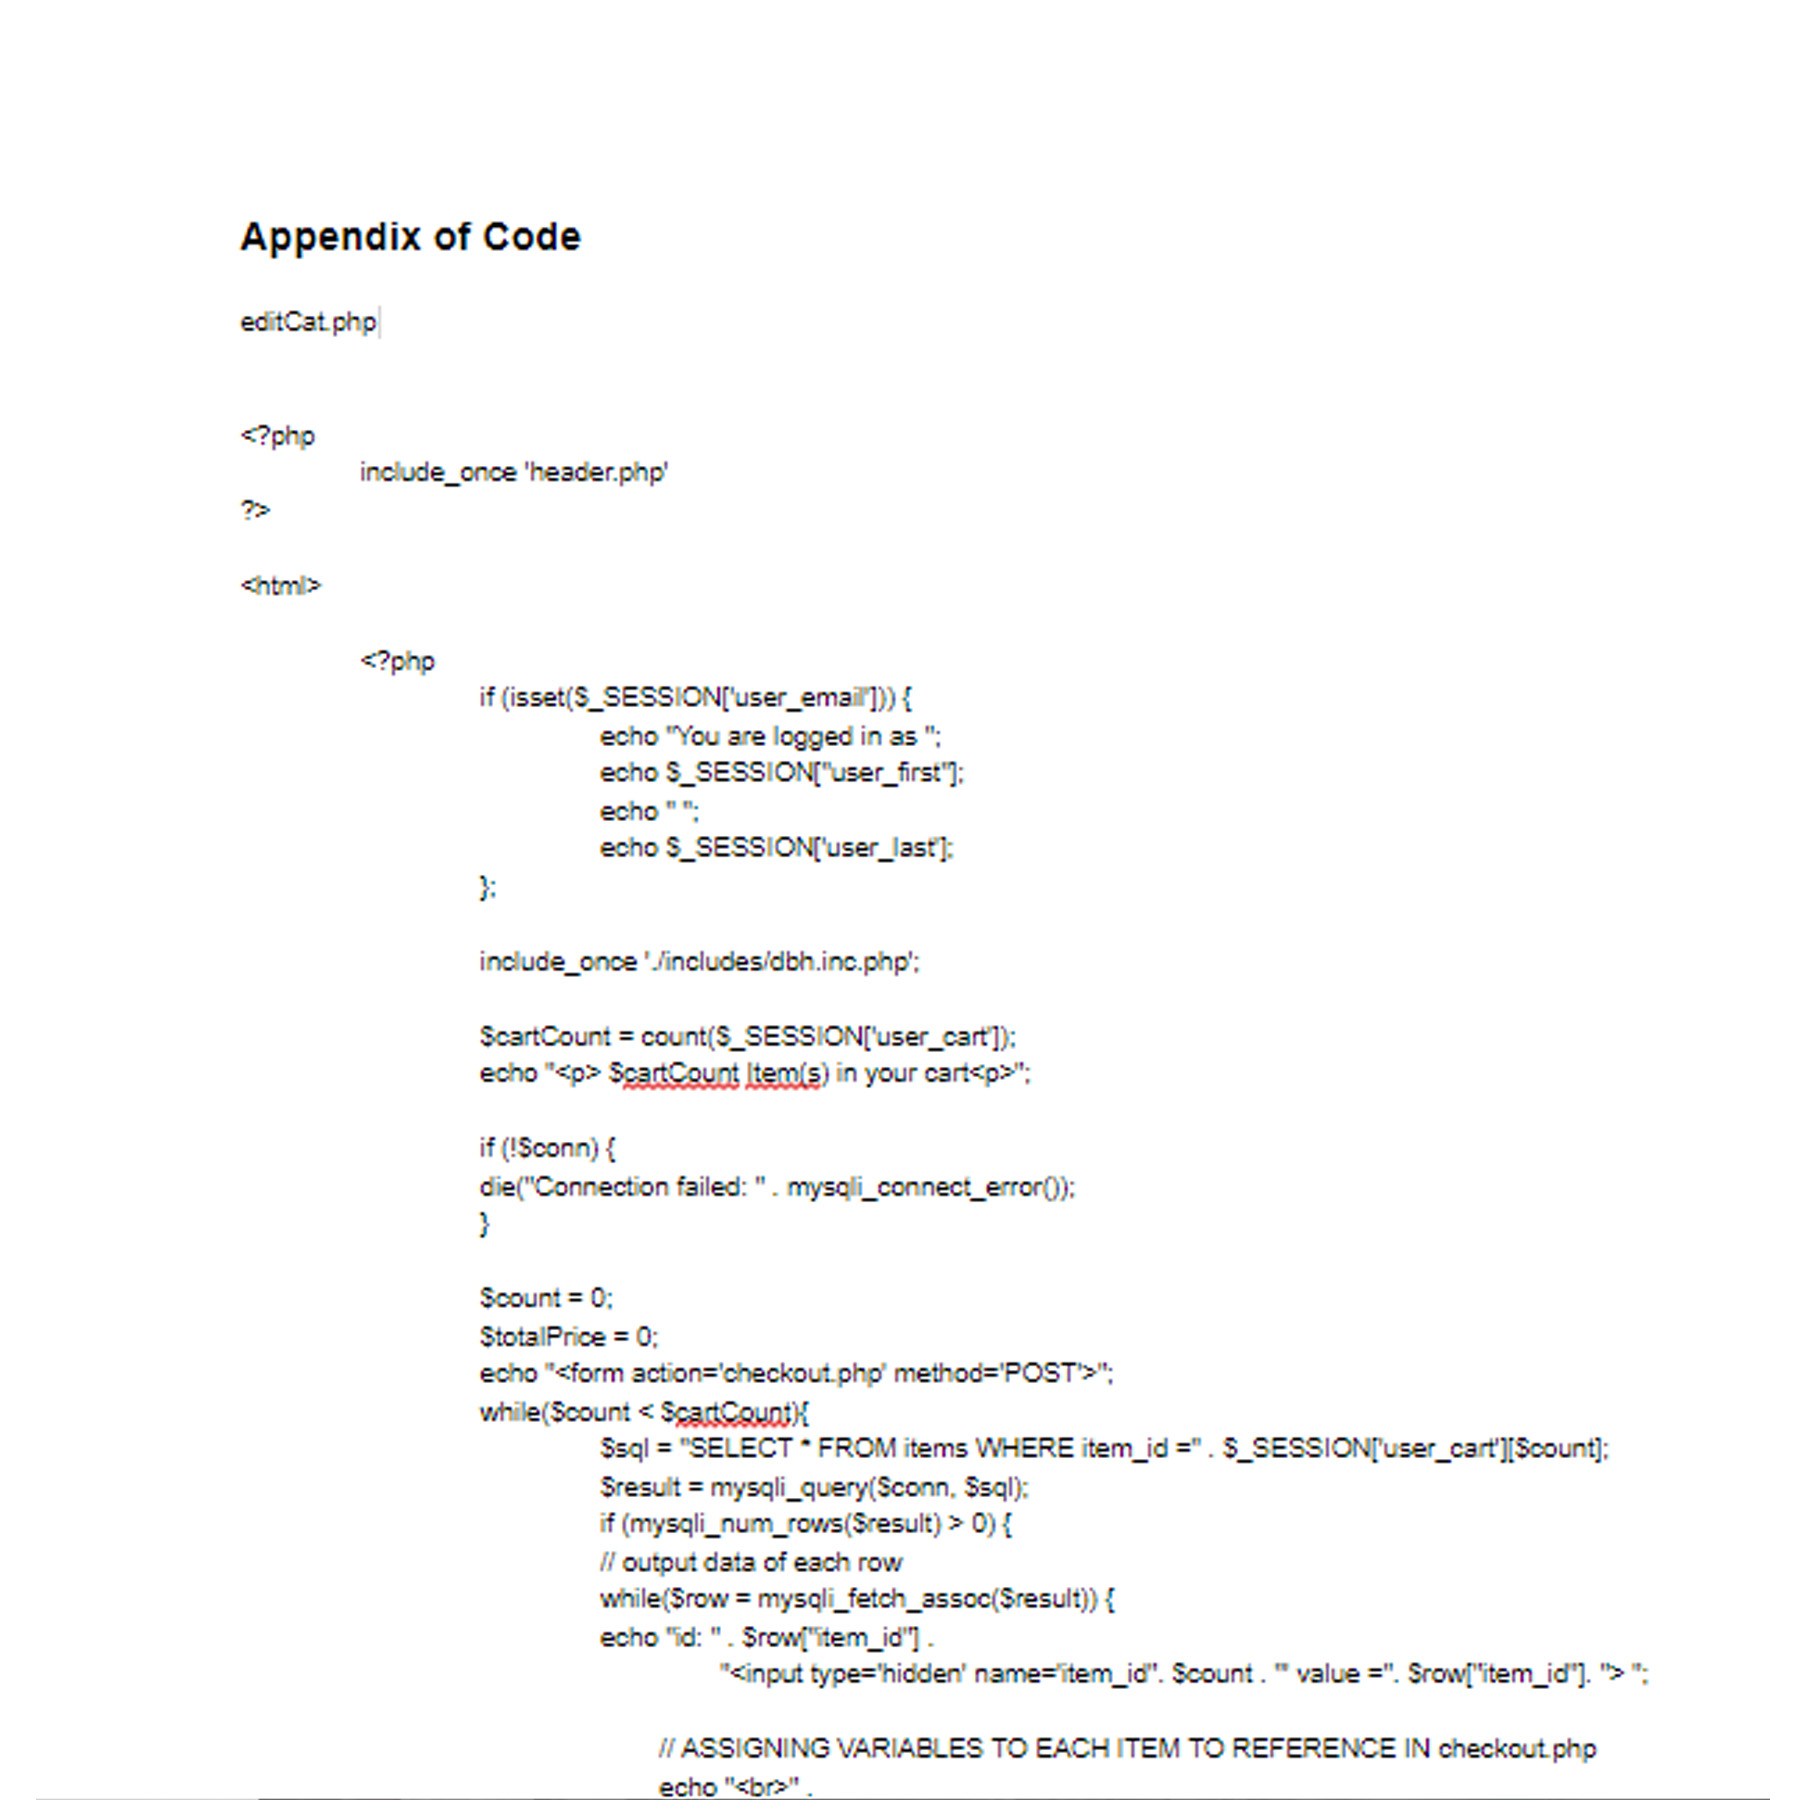 Appendix of Code
editCat.php
<?php
include_once 'header.php'
?>
<html>
<?php
if (isset($_SESSION['user_email'])) {
echo "You are logged in as ";
echo $_SESSION["user_first"];
echo " ";
echo $_SESSION['user_last'];
};
include_once './includes/dbh.inc.php';
$cartCount = count($_SESSION['user_cart']);
echo "<p> $cartCount Item(s) in your cart<p>";
if (!$conn) {
die("Connection failed: " . mysqli_connect_error());
}
$count = 0;
$totalPrice = 0;
echo "<form action='checkout.php' method='POST'>";
while($count < $cartCount){
$sql = "SELECT * FROM items WHERE item_id =" . $_SESSION['user_cart'][$count];
$result = mysqli_query($conn, $sql);
if (mysqli_num_rows($result) > 0) {
// output data of each row
while($row = mysqli_fetch_assoc($result)) {
echo "id: " . $row["item_id"] .
"<input type='hidden' name='item_id". $count . "' value =". $row["item_id"]. "> ";
// ASSIGNING VARIABLES TO EACH ITEM TO REFERENCE IN checkout.php
echo "<br>" .